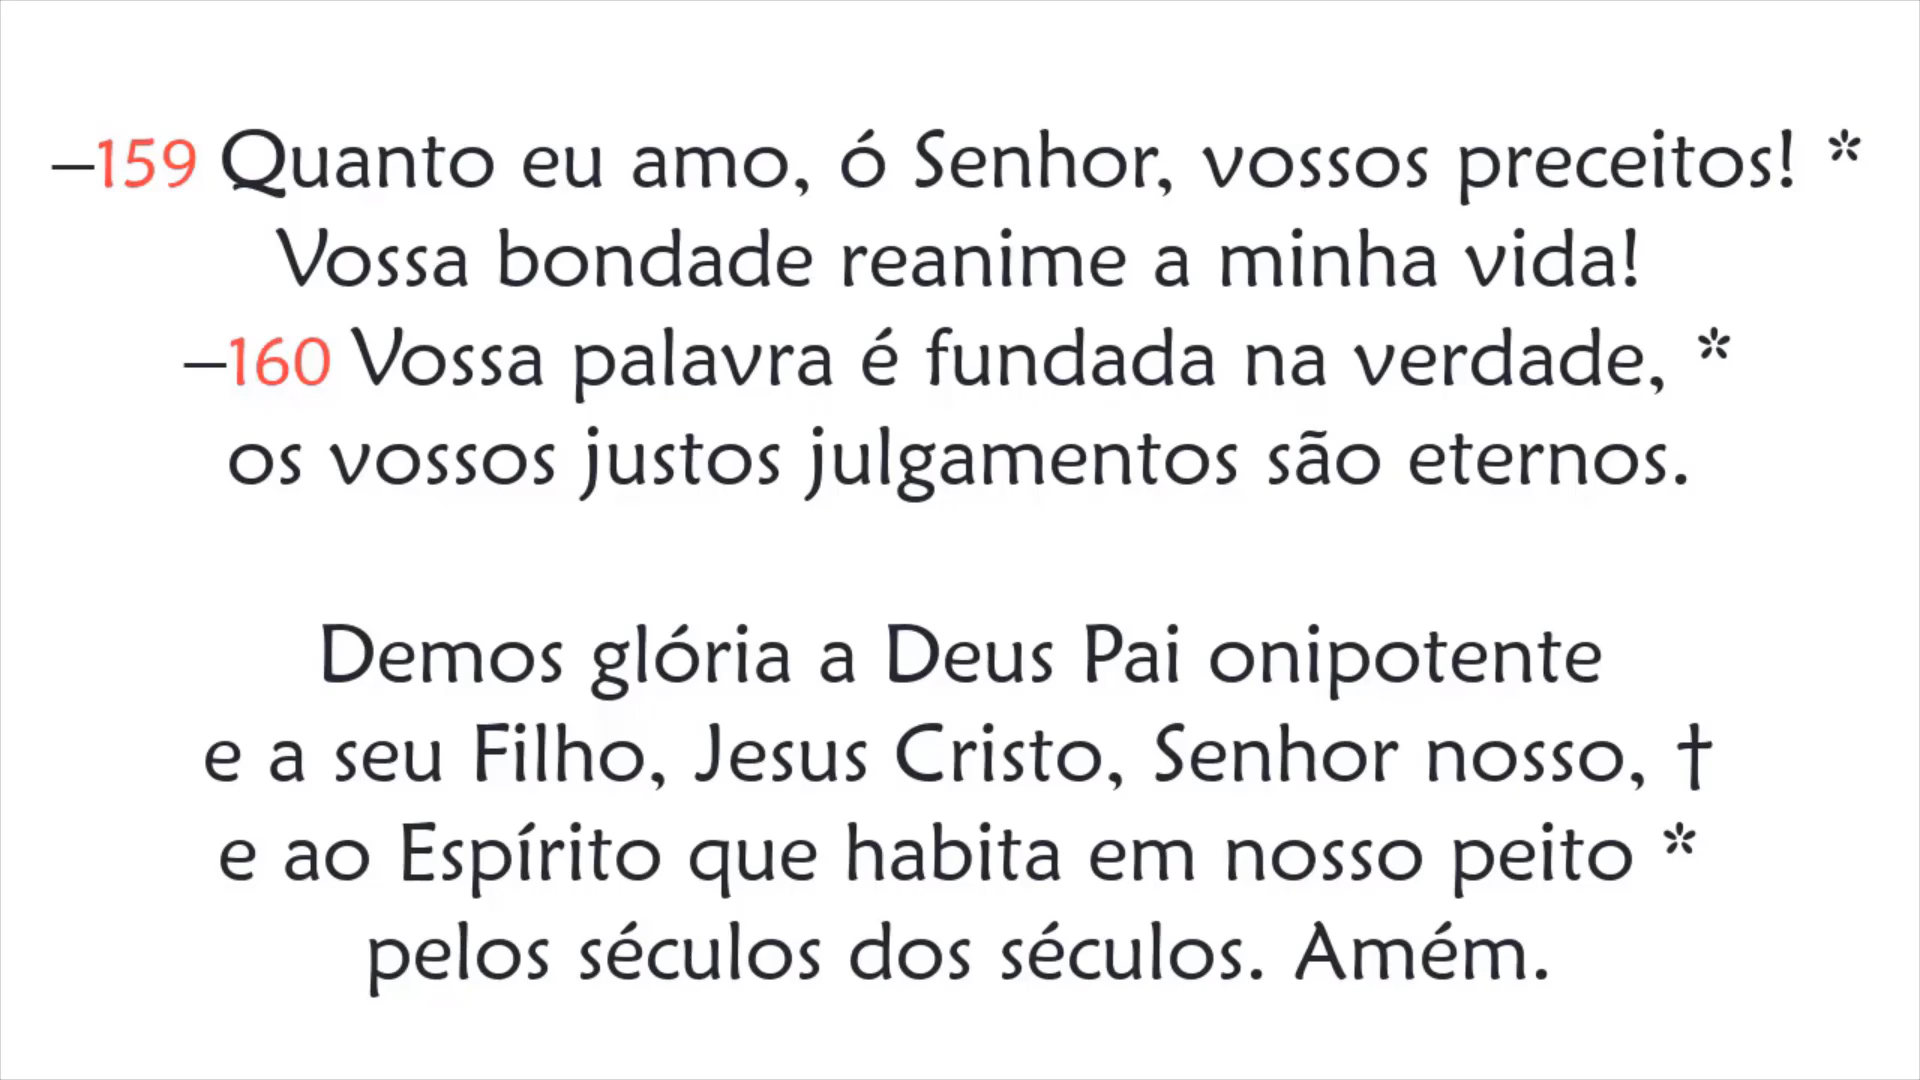 –159 Quanto eu amo, ó Senhor, vossos preceitos! *
Vossa bondade reanime a minha vida!
–160 Vossa palavra é fundada na verdade, *
os vossos justos julgamentos são eternos.
Demos glória a Deus Pai onipotente
e a seu Filho, Jesus Cristo, Senhor nosso, †
e ao Espírito que habita em nosso peito *
pelos séculos dos séculos. Amém.